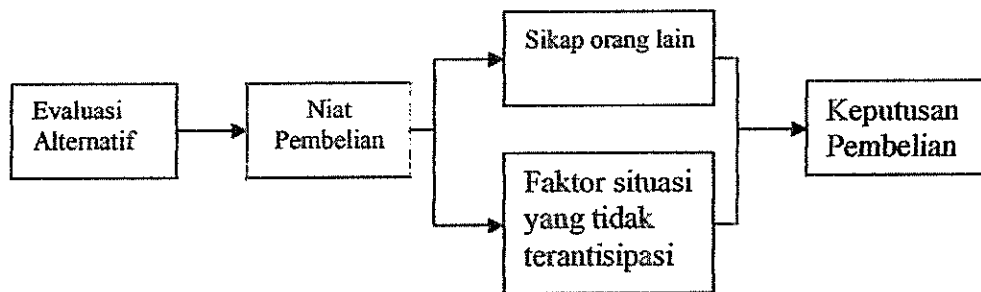 Evaluasi
Alternatif
Niat
Pembelian
Sikap orang lain
Faktor situasi
yang tidak
terantisipasi
Keputusan
Pembelian